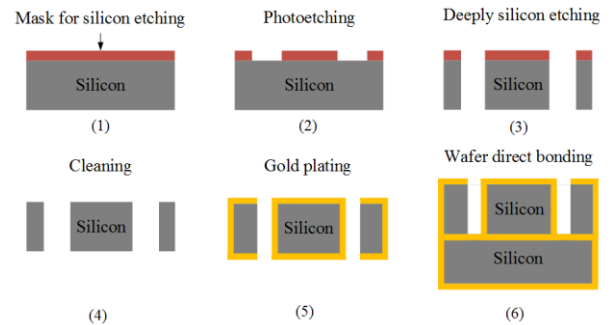 Mask for silicon etching
Photoetching
Deeply silicon etching
Silicon
Silicon
Silicon
(1)
(2)
(3)
Cleaning
Gold plating
Wafer direct bonding
Silicon
Silicon
Silicon
Silicon
(4)
(5)
(6)